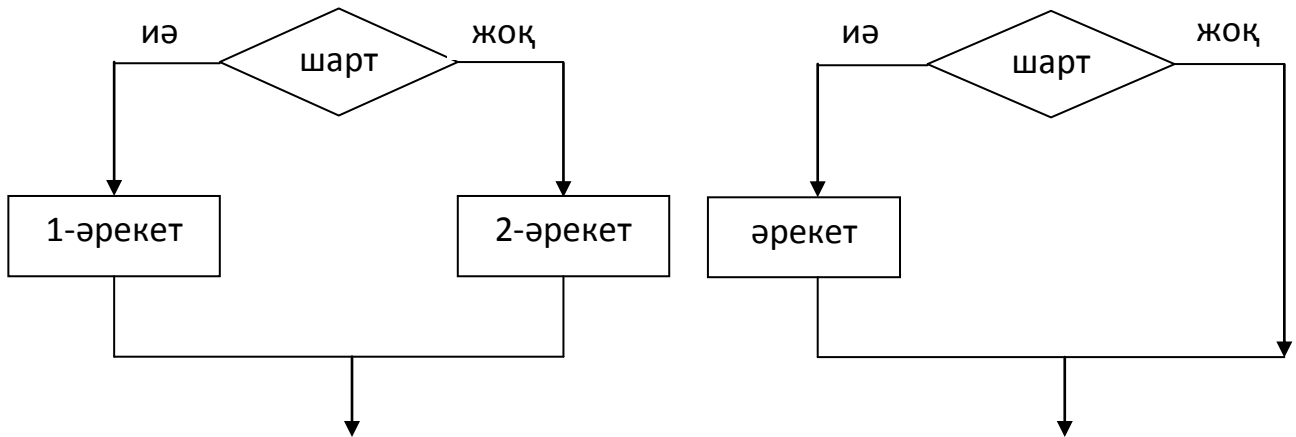 иә
жоқ
шарт
1-әрекет
2-әрекет
иә
жоқ
шарт
әрекет